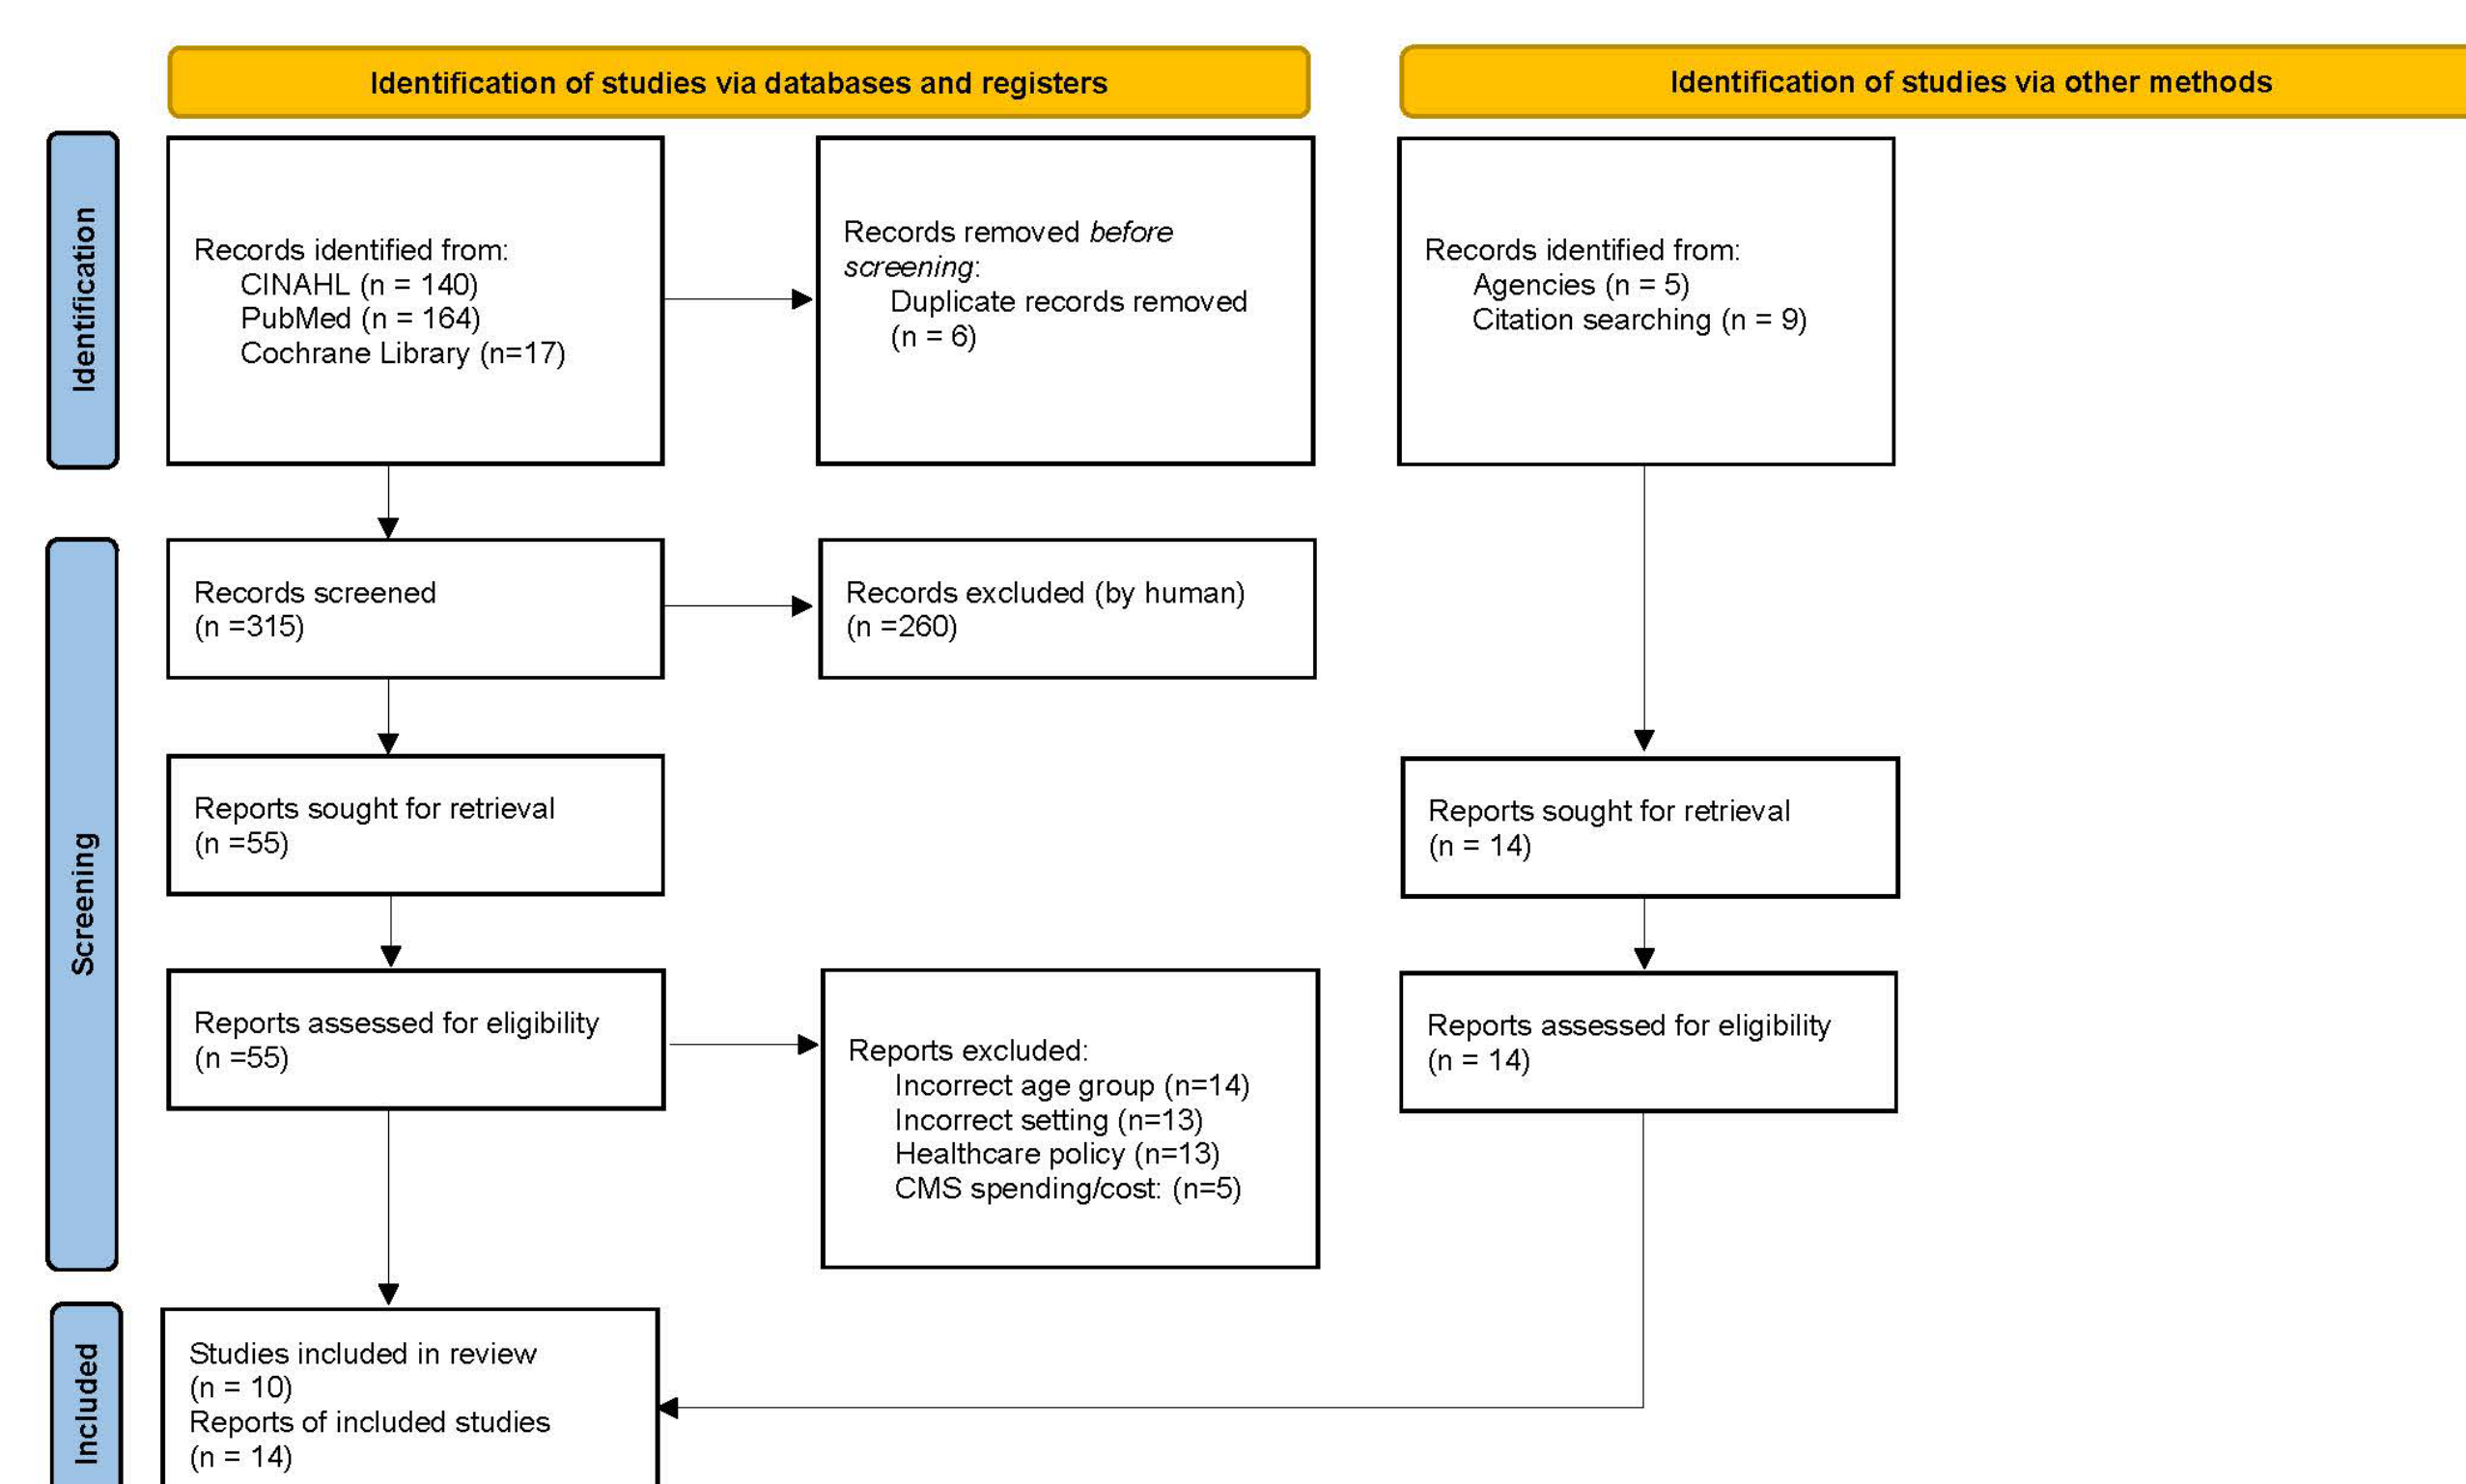 Identification of studies via databases and registers
Identification of studies via other methods
Identification
Records identified from:
CINAHL (n = 140)
PubMed (n = 164)
Cochrane Library (n=17)
Records removed before
screening:
Duplicate records removed
(n = 6)
Records identified from:
Agencies (n = 5)
Citation searching (n = 9)
Screening
Records screened
(n =315)
Records excluded (by human)
(n =260)
Reports sought for retrieval
(n =55)
Reports sought for retrieval
(n = 14)
Reports assessed for eligibility
(n =55)
Reports excluded:
Incorrect age group (n=14)
Incorrect setting (n=13)
Healthcare policy (n=13)
CMS spending/cost: (n=5)
Reports assessed for eligibility
(n = 14)
Included
Studies included in review
(n = 10)
Reports of included studies
(n = 14)